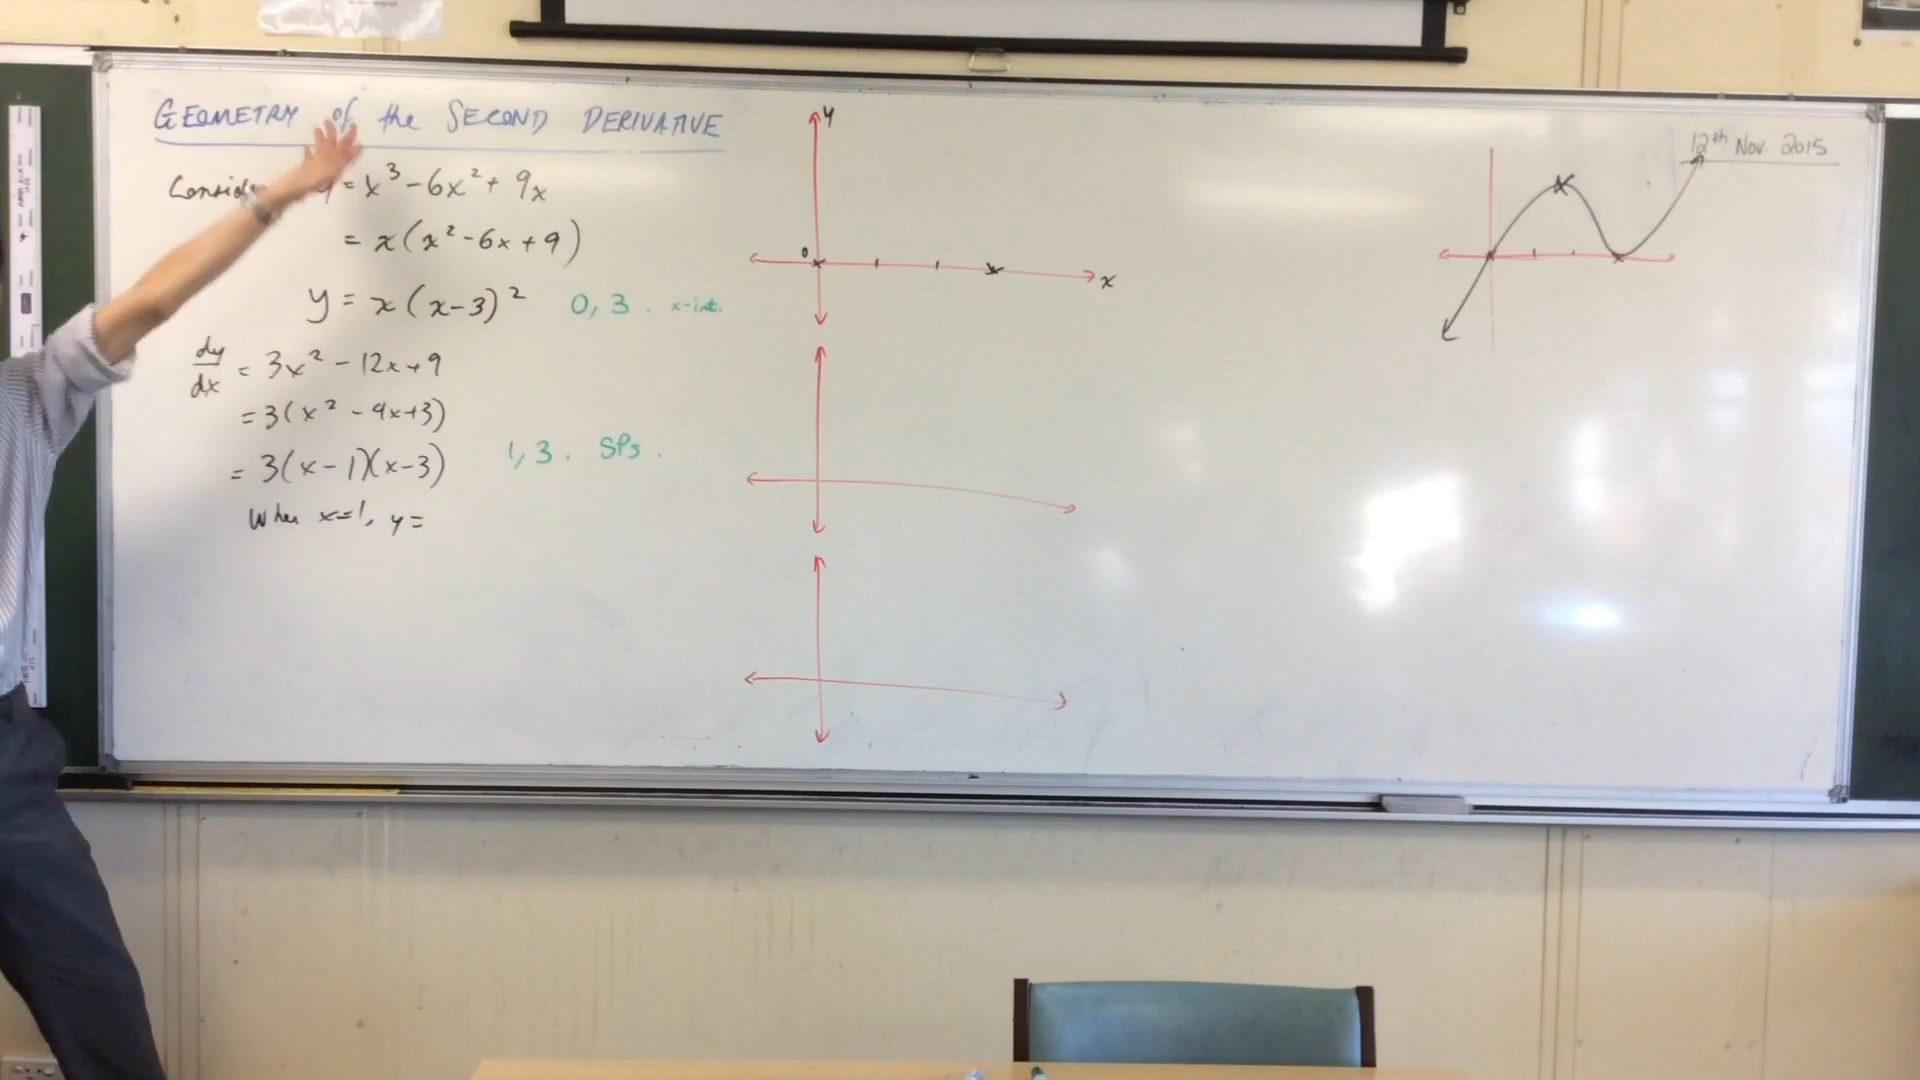 GEOMETRY of the SECOND DERIVATIVE
Consider y = x³ - 6x² + 9x
= x(x² - 6x + 9)
y = x(x-3)² 0, 3. x-int.
dy/dx = 3x² - 12x + 9
= 3(x² - 4x + 3)
= 3(x - 1)(x - 3) 1, 3. SPs.
When x=1, y =
y
0
x
12th Nov. 2015